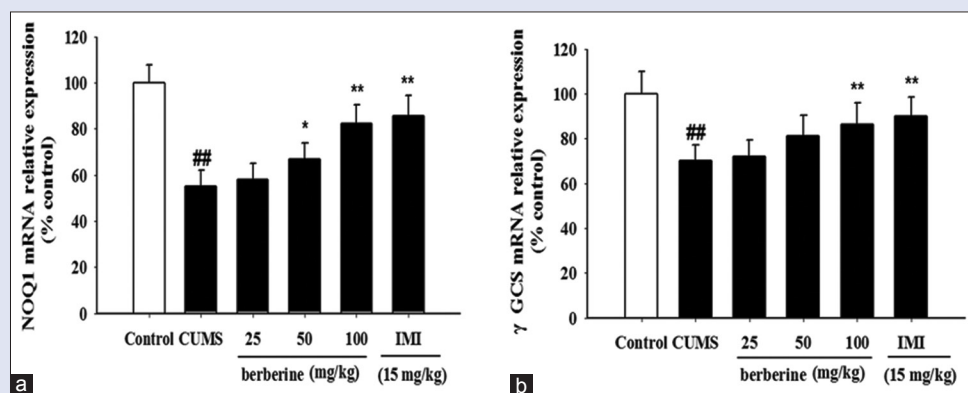 NOQ1 mRNA relative expression
(% control)
120
100
80
60
40
20
0
##
*
**
**
Control CUMS 25 50 100 IMI
berberine (mg/kg) (15 mg/kg)
a
γ GCS mRNA relative expression
(% control)
120
100
80
60
40
20
0
##
**
**
Control CUMS 25 50 100 IMI
berberine (mg/kg) (15 mg/kg)
b